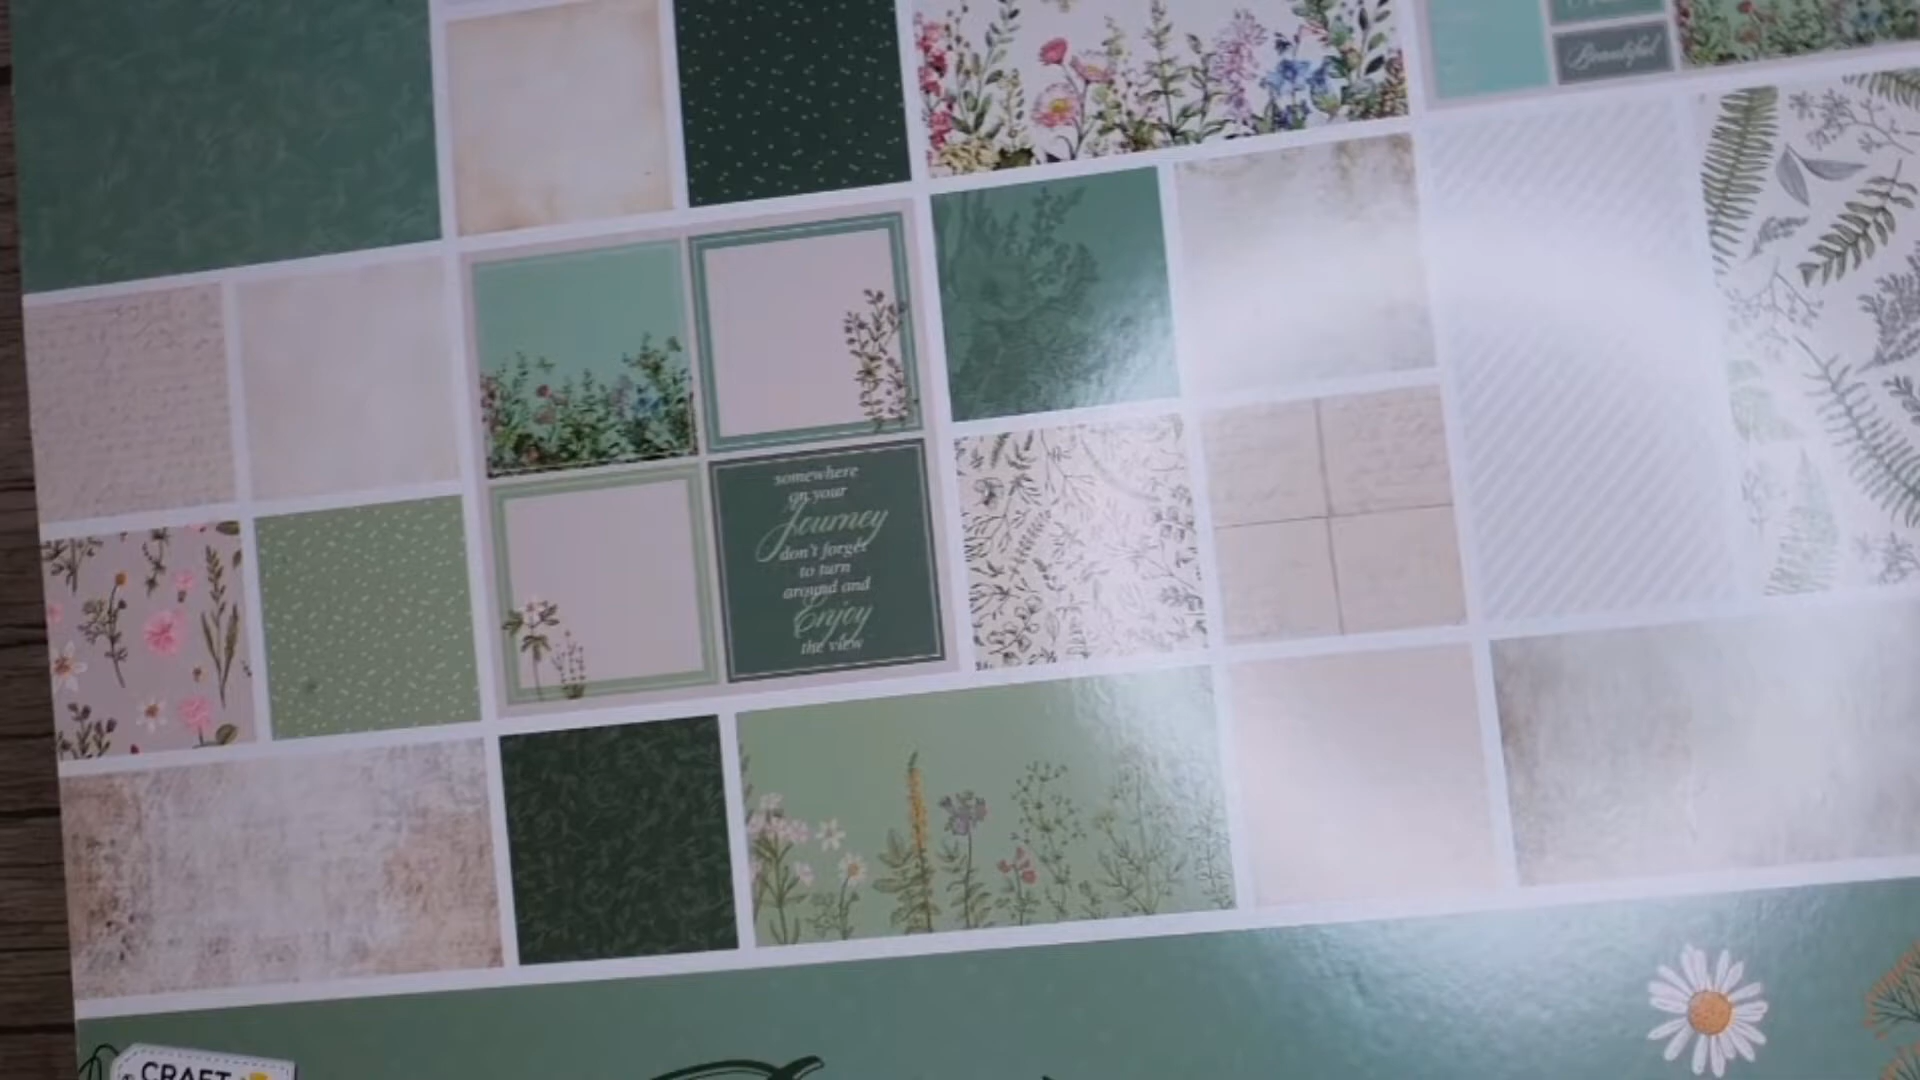 Beautiful
somewhere
on your
Journey
don't forget
to turn
around and
Enjoy
the view
CRAFT